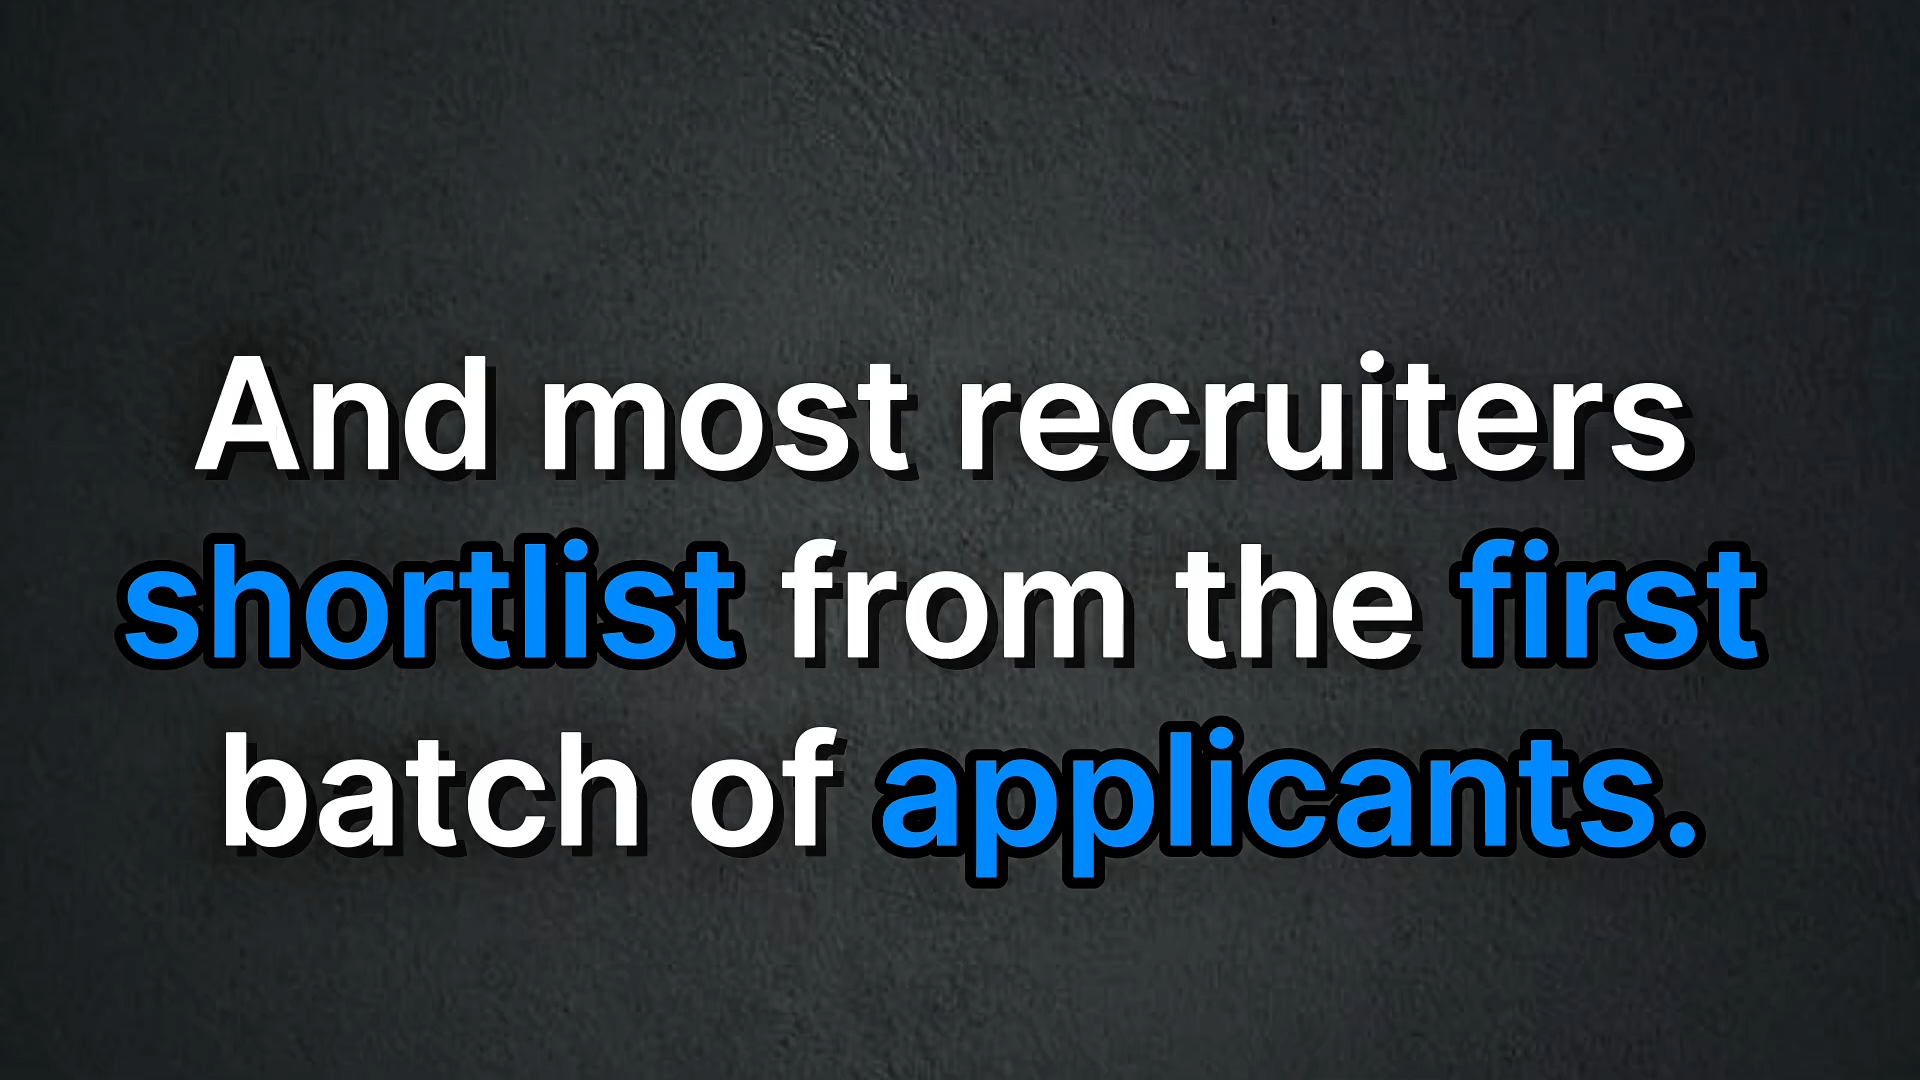 And most recruiters
shortlist from the first
batch of applicants.